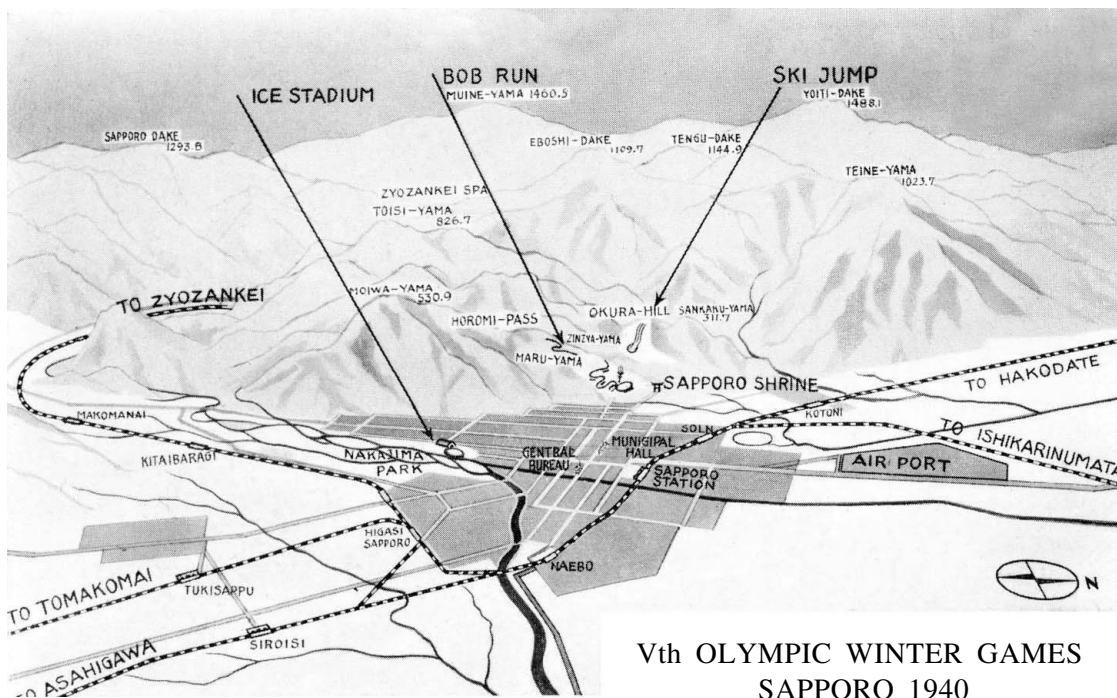 BOB RUN
MUINE-YAMA 1460.5
SKI JUMP
YOITI-DAKE
1488.1
ICE STADIUM
SAPPORO DAKE
1293.8
EBOSHI-DAKE
1109.7
TENGU-DAKE
1144.9
TEINE-YAMA
1023.7
ZYOZANKEI SPA
TOISI-YAMA
826.7
TO ZYOZANKEI
MOIWA-YAMA
530.9
HOROMI-PASS
OKURA-HILL
SANKAKU-YAMA
311.7
ZINZYA-YAMA
MARU-YAMA
SAPPORO SHRINE
TO HAKODATE
MAKOMANAI
KOTONI
SOLN
TO ISHIKARINUMATA
KITAIBARAGI
NAKAJIMA
PARK
CENTRAL
BUREAU
MUNIGIPAL
HALL
SAPPORO
STATION
AIR PORT
HIGASI
SAPPORO
NAEBO
TO TOMAKOMAI
TUKISAPPU
SIROISI
TO ASAHIGAWA
N
Vth OLYMPIC WINTER GAMES
SAPPORO 1940